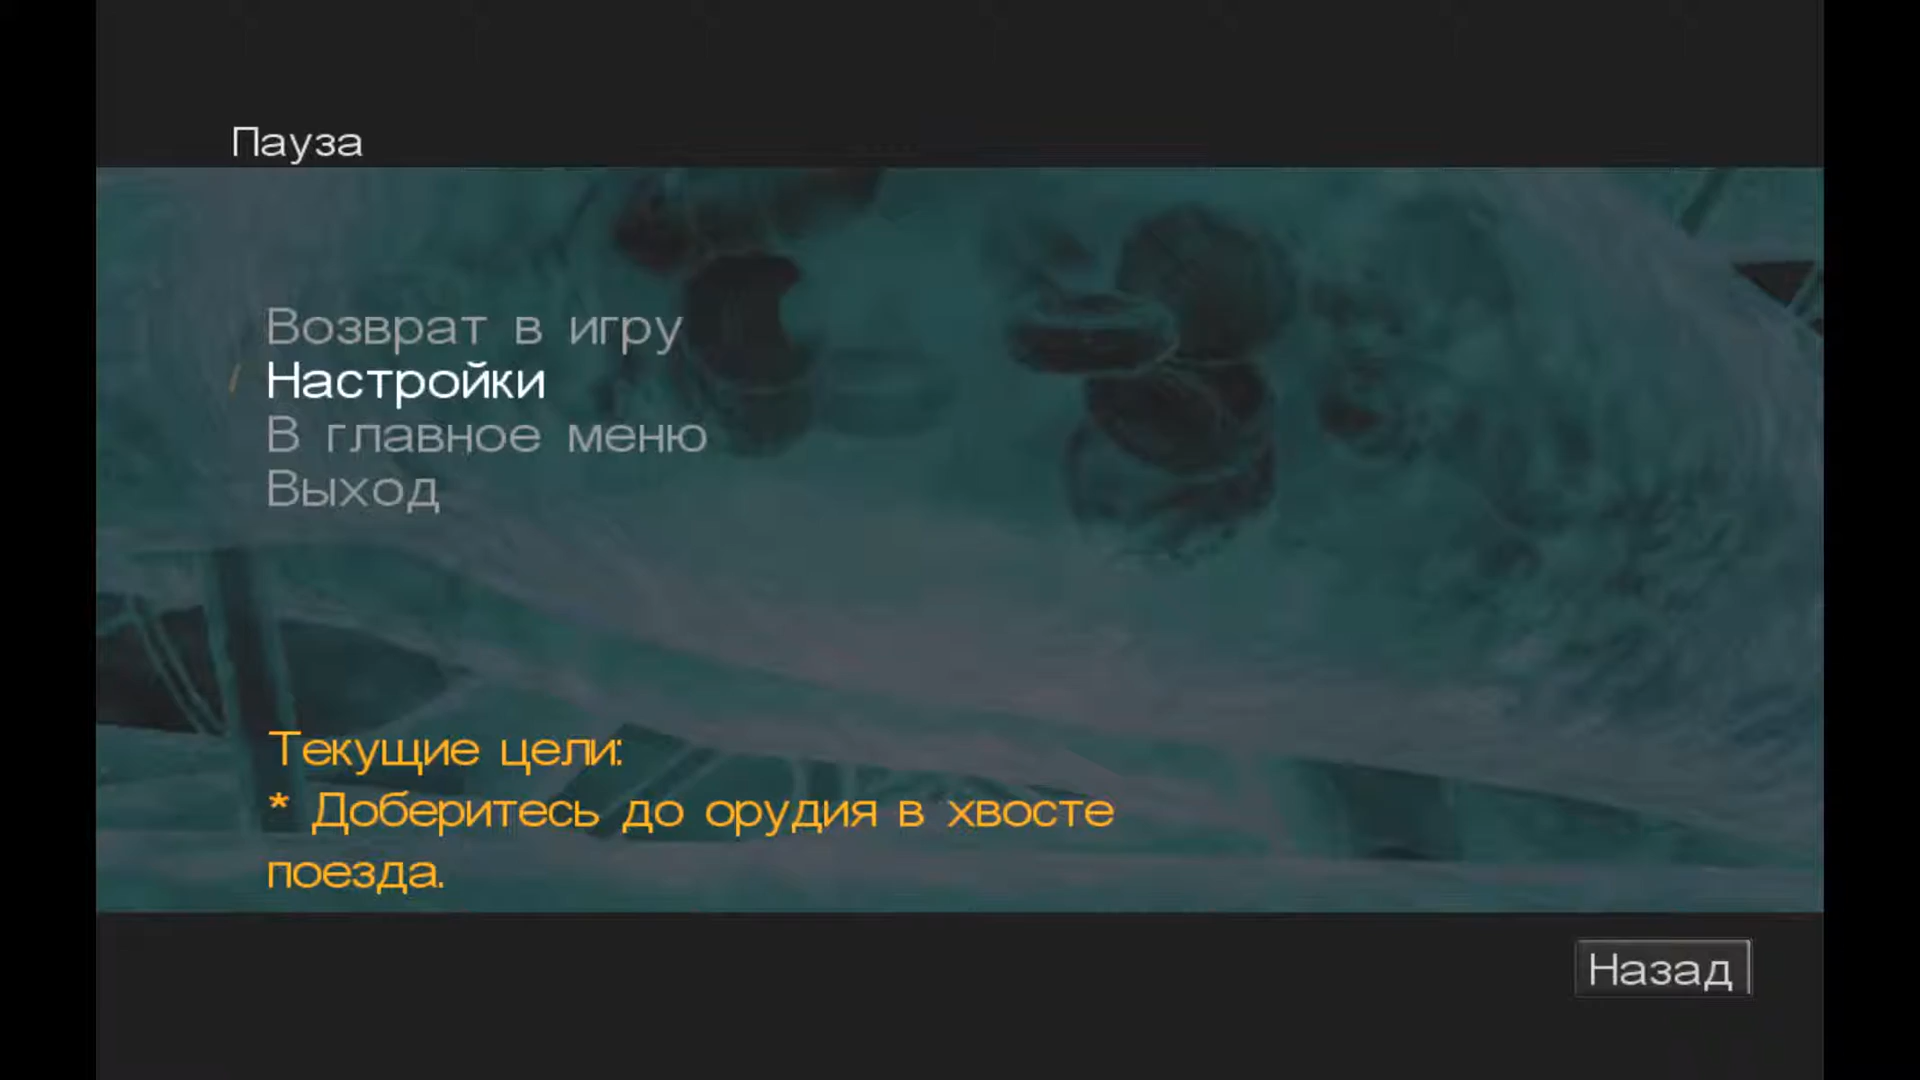 Пауза
Возврат в игру
Настройки
В главное меню
Выход
Текущие цели:
* Доберитесь до орудия в хвосте
поезда.
Назад